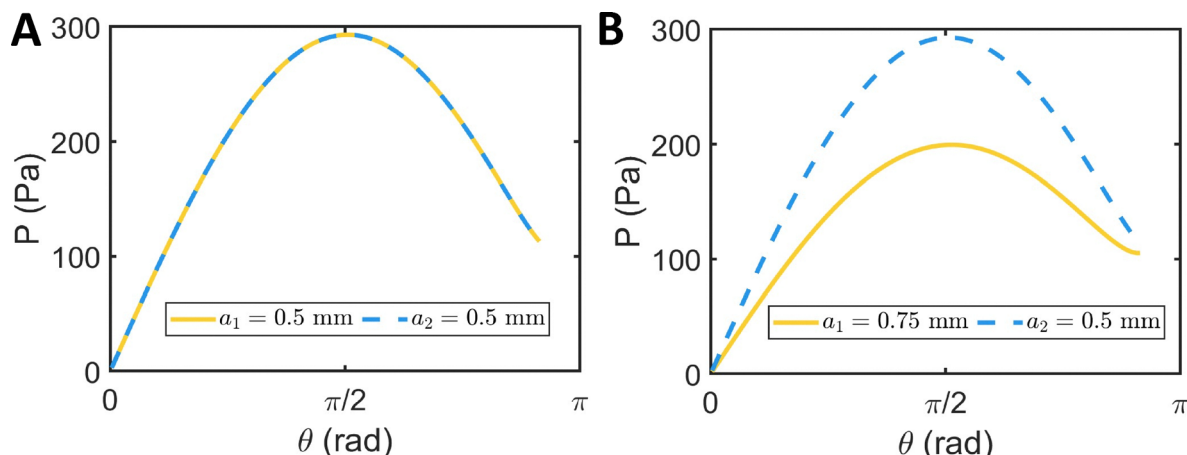 A
P (Pa)
300
200
100
0
a₁ = 0.5 mm a₂ = 0.5 mm
0 π/2 π
θ (rad)
B
P (Pa)
300
200
100
0
a₁ = 0.75 mm a₂ = 0.5 mm
0 π/2 π
θ (rad)